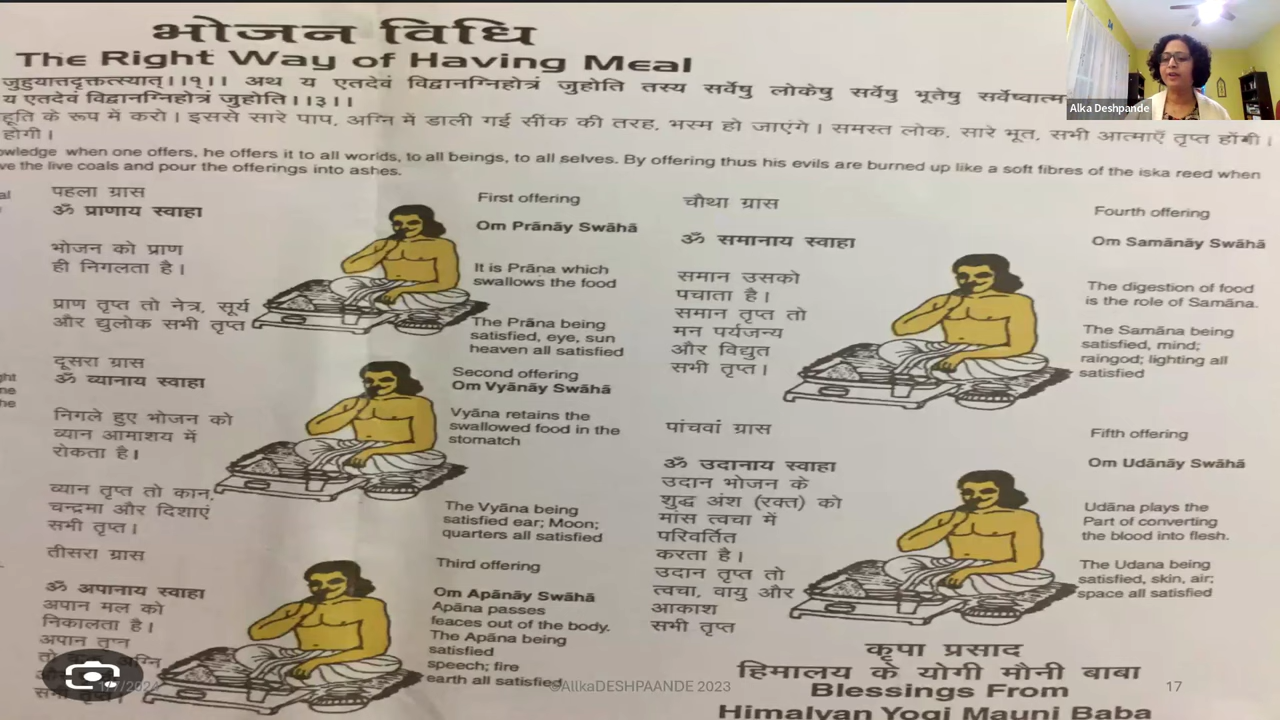 भोजन विधि
The Right Way of Having Meal
जुहुयात्तादृक्तत्स्यात्।।१।। अथ य एतदेवं विद्वानग्निहोत्रं जुहोति तस्य सर्वेषु लोकेषु सर्वेषु भूतेषु सर्वेष्वात्म
य एतदेवं विद्वानग्निहोत्रं जुहोति।।३।।
हूति के रूप में करो। इससे सारे पाप, अग्नि में डाली गई सींक की तरह, भस्म हो जाएंगे। समस्त लोक, सारे भूत, सभी आत्माएँ तृप्त होंगी।
होगी।
owledge when one offers, he offers it to all worlds, to all beings, to all selves. By offering thus his evils are burned up like a soft fibres of the iska reed when
ve the live coals and pour the offerings into ashes.
Alka Deshpande
पहला ग्रास
ॐ प्राणाय स्वाहा
भोजन को प्राण
ही निगलता है।
प्राण तृप्त तो नेत्र, सूर्य
और द्युलोक सभी तृप्त
First offering
Om Prānāy Swāhā
It is Prāna which
swallows the food
The Prāna being
satisfied, eye, sun
heaven all satisfied
दूसरा ग्रास
ॐ व्यानाय स्वाहा
निगले हुए भोजन को
व्यान आमाशय में
रोकता है।
व्यान तृप्त तो कान,
चन्द्रमा और दिशाएं
सभी तृप्त।
Second offering
Om Vyānāy Swāhā
Vyāna retains the
swallowed food in the
stomatch
The Vyāna being
satisfied ear; Moon;
quarters all satisfied
तीसरा ग्रास
ॐ अपानाय स्वाहा
अपान मल को
निकालता है।
अपान तृप्त
Third offering
Om Apānāy Swāhā
Apāna passes
feaces out of the body.
The Apāna being
satisfied
speech; fire
earth all satisfied
चौथा ग्रास
ॐ समानाय स्वाहा
समान उसको
पचाता है।
समान तृप्त तो
मन पर्यजन्य
और विद्युत
सभी तृप्त।
Fourth offering
Om Samānāy Swāhā
The digestion of food
is the role of Samāna.
The Samāna being
satisfied, mind;
raingod; lighting all
satisfied
पांचवां ग्रास
ॐ उदानाय स्वाहा
उदान भोजन के
शुद्ध अंश (रक्त) को
मांस त्वचा में
परिवर्तित
करता है।
उदान तृप्त तो
त्वचा, वायु और
आकाश
सभी तृप्त
Fifth offering
Om Udānāy Swāhā
Udāna plays the
Part of converting
the blood into flesh.
The Udana being
satisfied, skin, air;
space all satisfied
कृपा प्रसाद
हिमालय के योगी मौनी बाबा
Blessings From
Himalyan Yogi Mauni Baba
©AllkaDESHPAANDE 2023
17